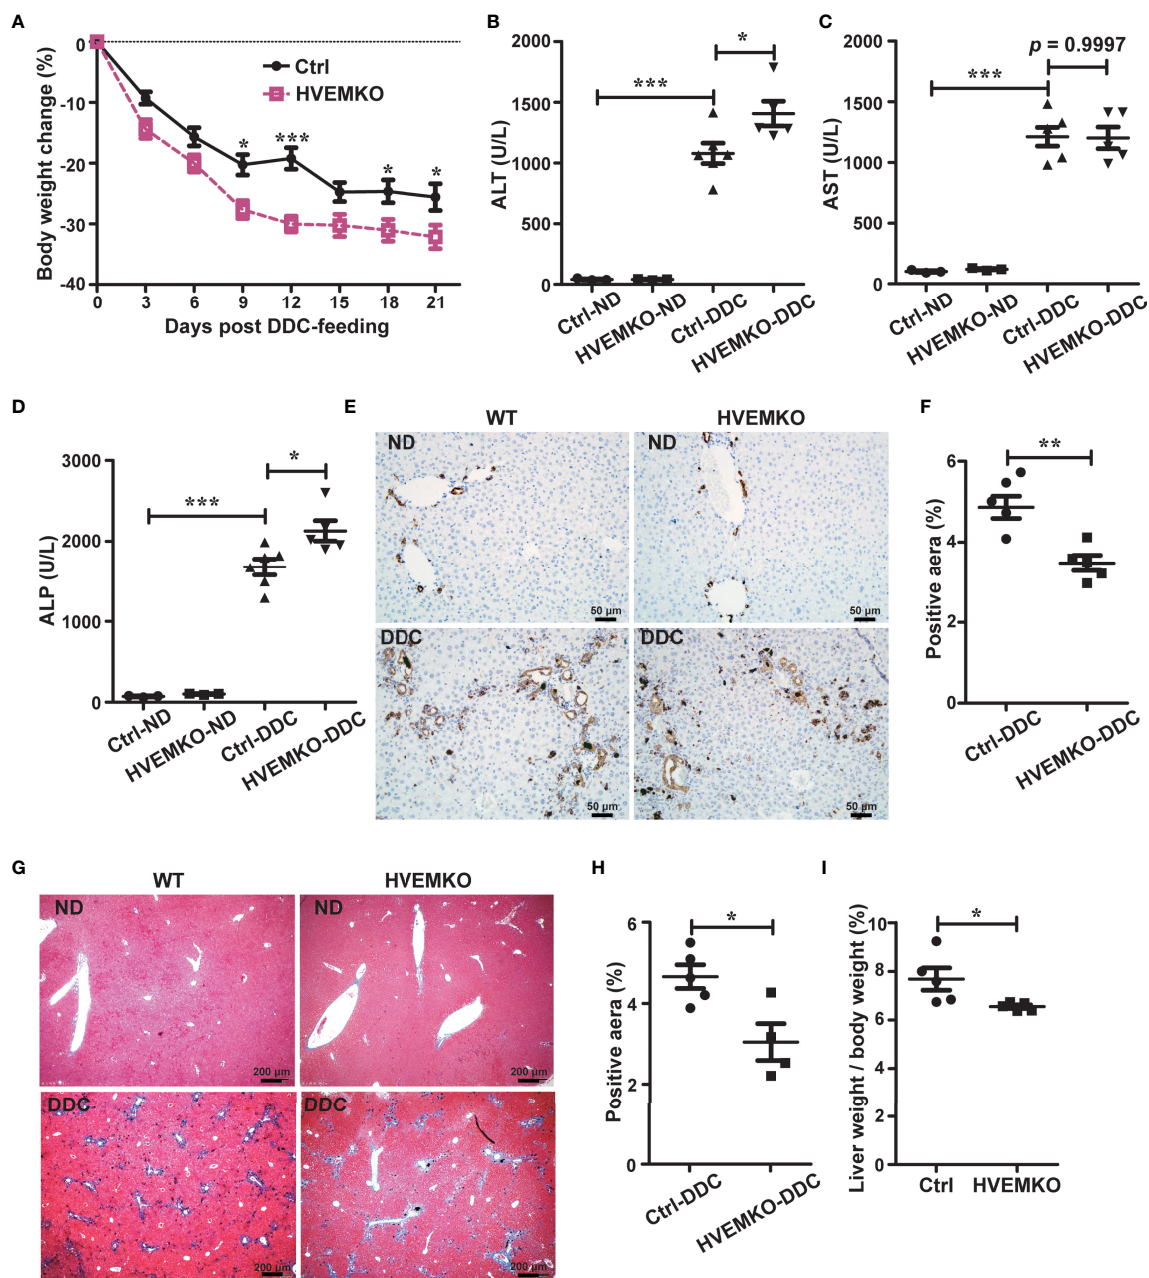 A
Body weight change (%)
0
-10
-20
-30
-40
Ctrl
HVEMKO
*
***
*
*
0 3 6 9 12 15 18 21
Days post DDC-feeding
B
ALT (U/L)
2000
1500
1000
500
0
***
*
Ctrl-ND
HVEMKO-ND
Ctrl-DDC
HVEMKO-DDC
C
AST (U/L)
2000
1500
1000
500
0
***
p = 0.9997
Ctrl-ND
HVEMKO-ND
Ctrl-DDC
HVEMKO-DDC
D
ALP (U/L)
3000
2000
1000
0
***
*
Ctrl-ND
HVEMKO-ND
Ctrl-DDC
HVEMKO-DDC
E
WT HVEMKO
ND ND
50 µm 50 µm
DDC DDC
50 µm 50 µm
F
Positive aera (%)
6
4
2
0
**
Ctrl-DDC
HVEMKO-DDC
G
WT HVEMKO
ND ND
200 µm 200 µm
DDC DDC
200 µm 200 µm
H
Positive aera (%)
6
4
2
0
*
Ctrl-DDC
HVEMKO-DDC
I
Liver weight / body weight (%)
10
8
6
4
2
0
*
Ctrl HVEMKO